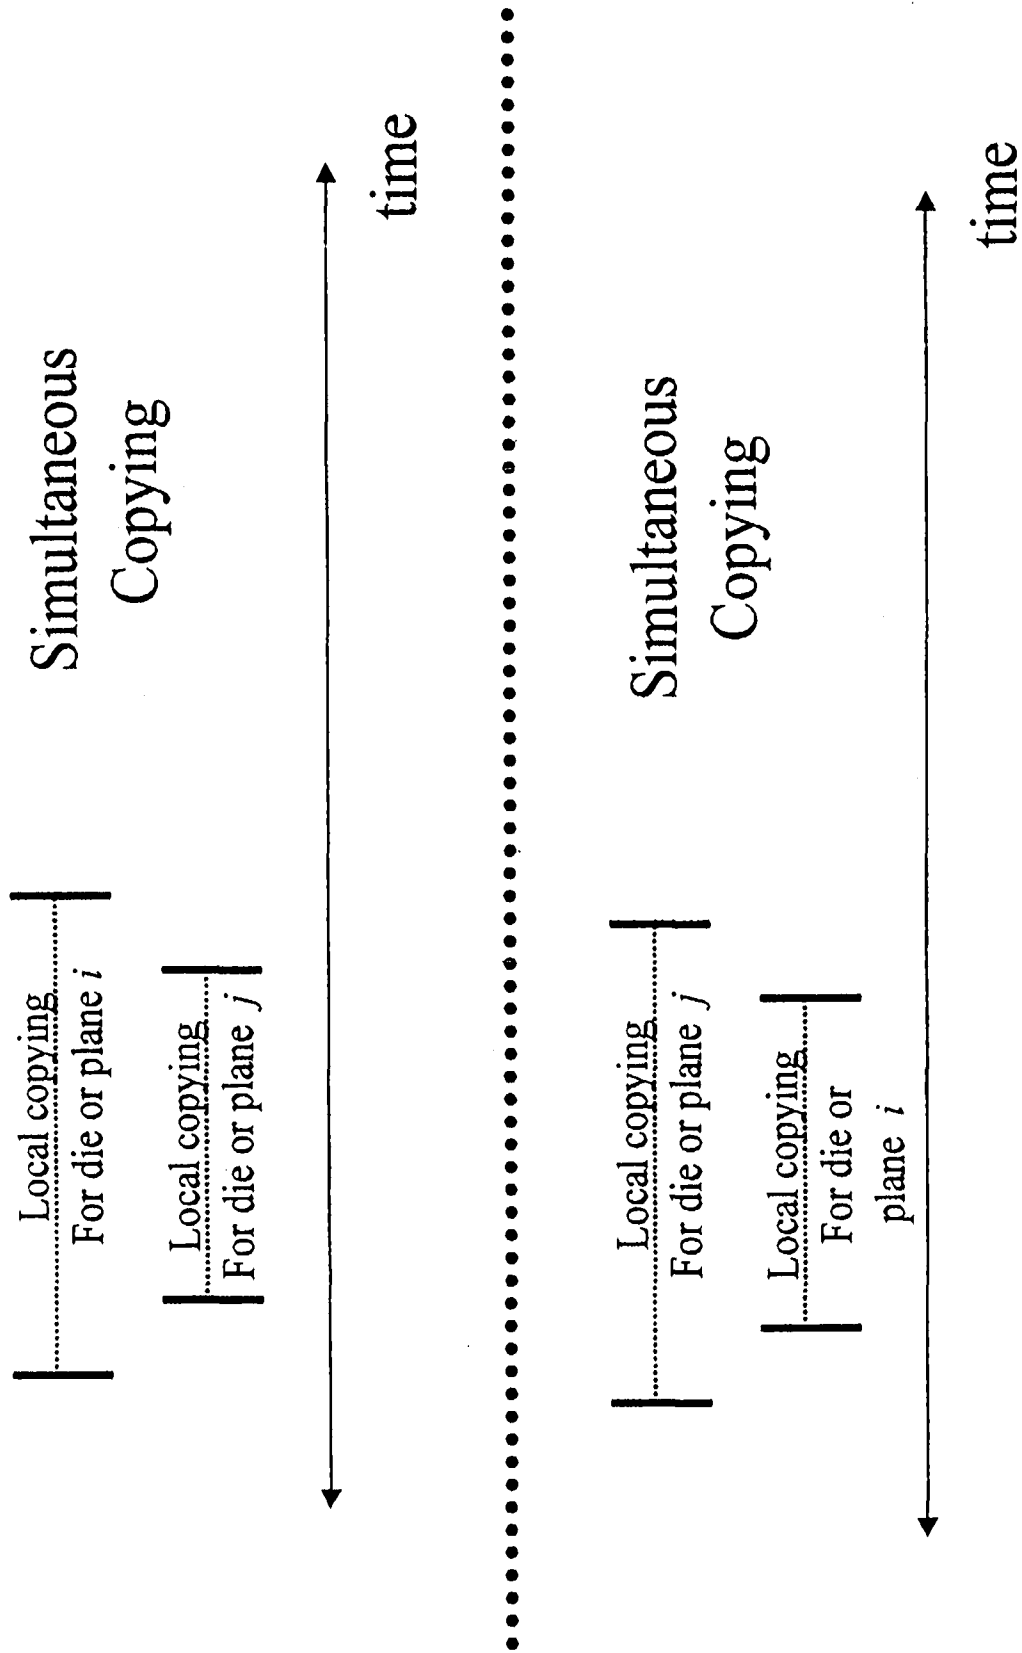 Local copying
For die or plane i
Local copying
For die or plane j
Simultaneous
Copying
time
Local copying
For die or plane j
Local copying
For die or
plane i
Simultaneous
Copying
time